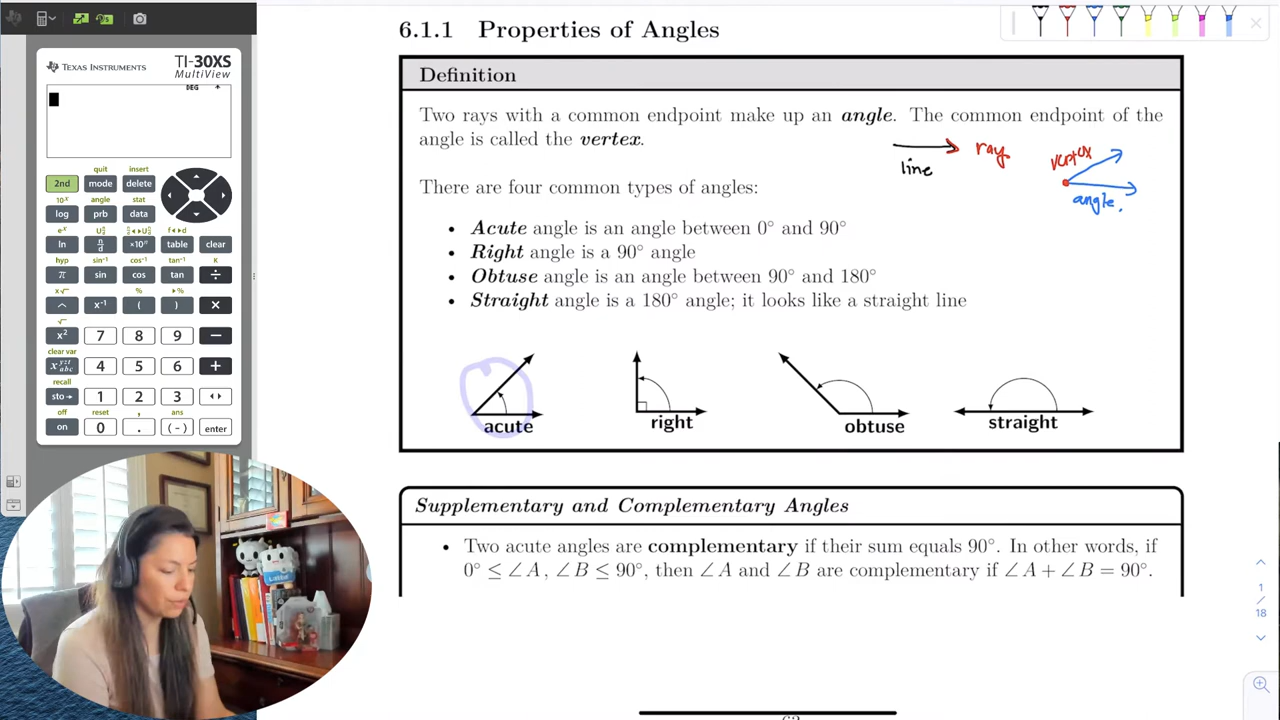 6.1.1 Properties of Angles
Definition
Two rays with a common endpoint make up an angle. The common endpoint of the
angle is called the vertex.
line
ray
vertex
angle.
There are four common types of angles:
• Acute angle is an angle between 0° and 90°
• Right angle is a 90° angle
• Obtuse angle is an angle between 90° and 180°
• Straight angle is a 180° angle; it looks like a straight line
acute
right
obtuse
straight
Supplementary and Complementary Angles
• Two acute angles are complementary if their sum equals 90°. In other words, if
0° ≤ ∠A, ∠B ≤ 90°, then ∠A and ∠B are complementary if ∠A + ∠B = 90°.
1
/
18
TEXAS INSTRUMENTS
TI-30XS
MultiView
DEG
quit insert
2nd mode delete
10ˣ angle stat
log prb data
eˣ f◄►d
ln n/d ×10ⁿ table clear
hyp sin⁻¹ cos⁻¹ tan⁻¹ K
π sin cos tan ÷
ˣ√ % ►%
^ x⁻¹ ( ) ×
√
x² 7 8 9 −
clear var
x yzt abc 4 5 6 +
recall
sto→ 1 2 3 ◄►
off reset , ans
on 0 . (-) enter